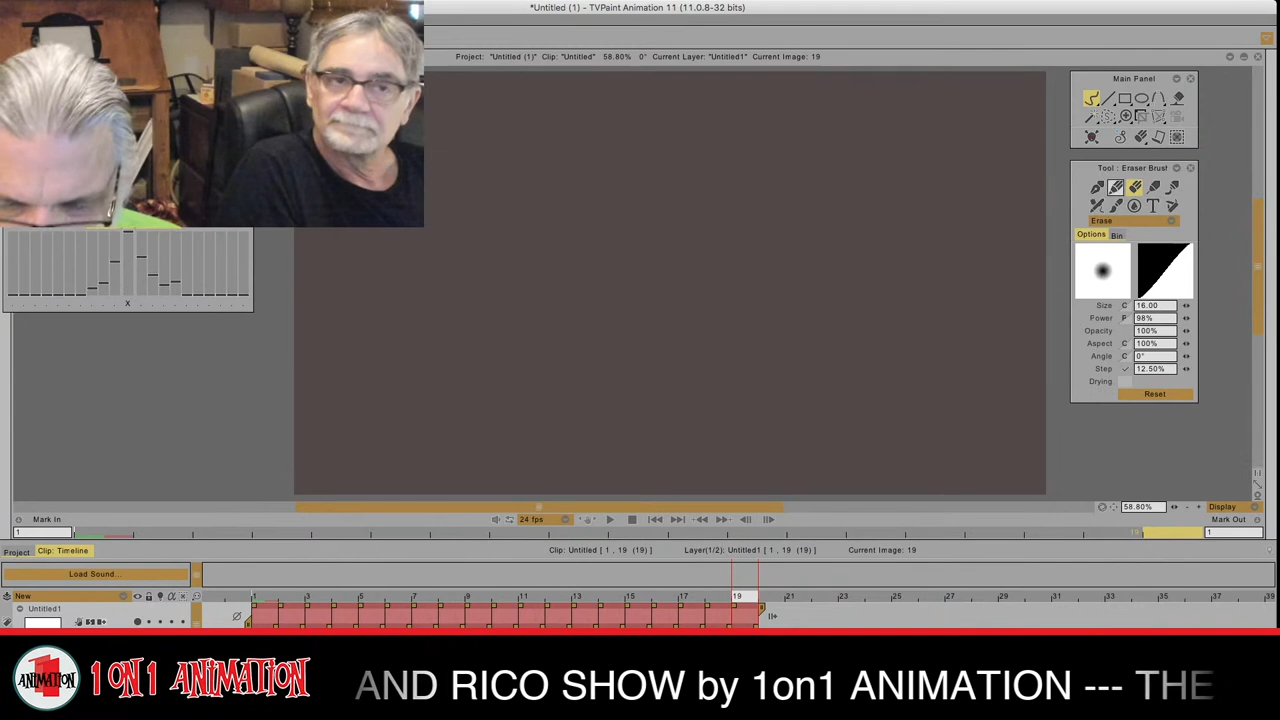 *Untitled (1) - TVPaint Animation 11 (11.0.8-32 bits)
Project: "Untitled (1)" Clip: "Untitled" 58.80% 0° Current Layer: "Untitled1" Current Image: 19
Main Panel
Tool : Eraser Brust
T
Erase
Options Bin
Size C 16.00
Power P 98%
Opacity 100%
Aspect C 100%
Angle C 0°
Step 12.50%
Drying
Reset
X
24 fps
58.80% - + Display
Mark In
Mark Out
1
19
1
Project Clip: Timeline Clip: Untitled [ 1 , 19 (19) ] Layer(1/2): Untitled1 [ 1 , 19 (19) ] Current Image: 19
Load Sound...
New
1 3 5 7 9 11 13 15 17 19 21 23 25 27 29 31 33 35 37 39
Untitled1
ANIMATION
1 ON 1 ANIMATION
AND RICO SHOW by 1on1 ANIMATION --- THE